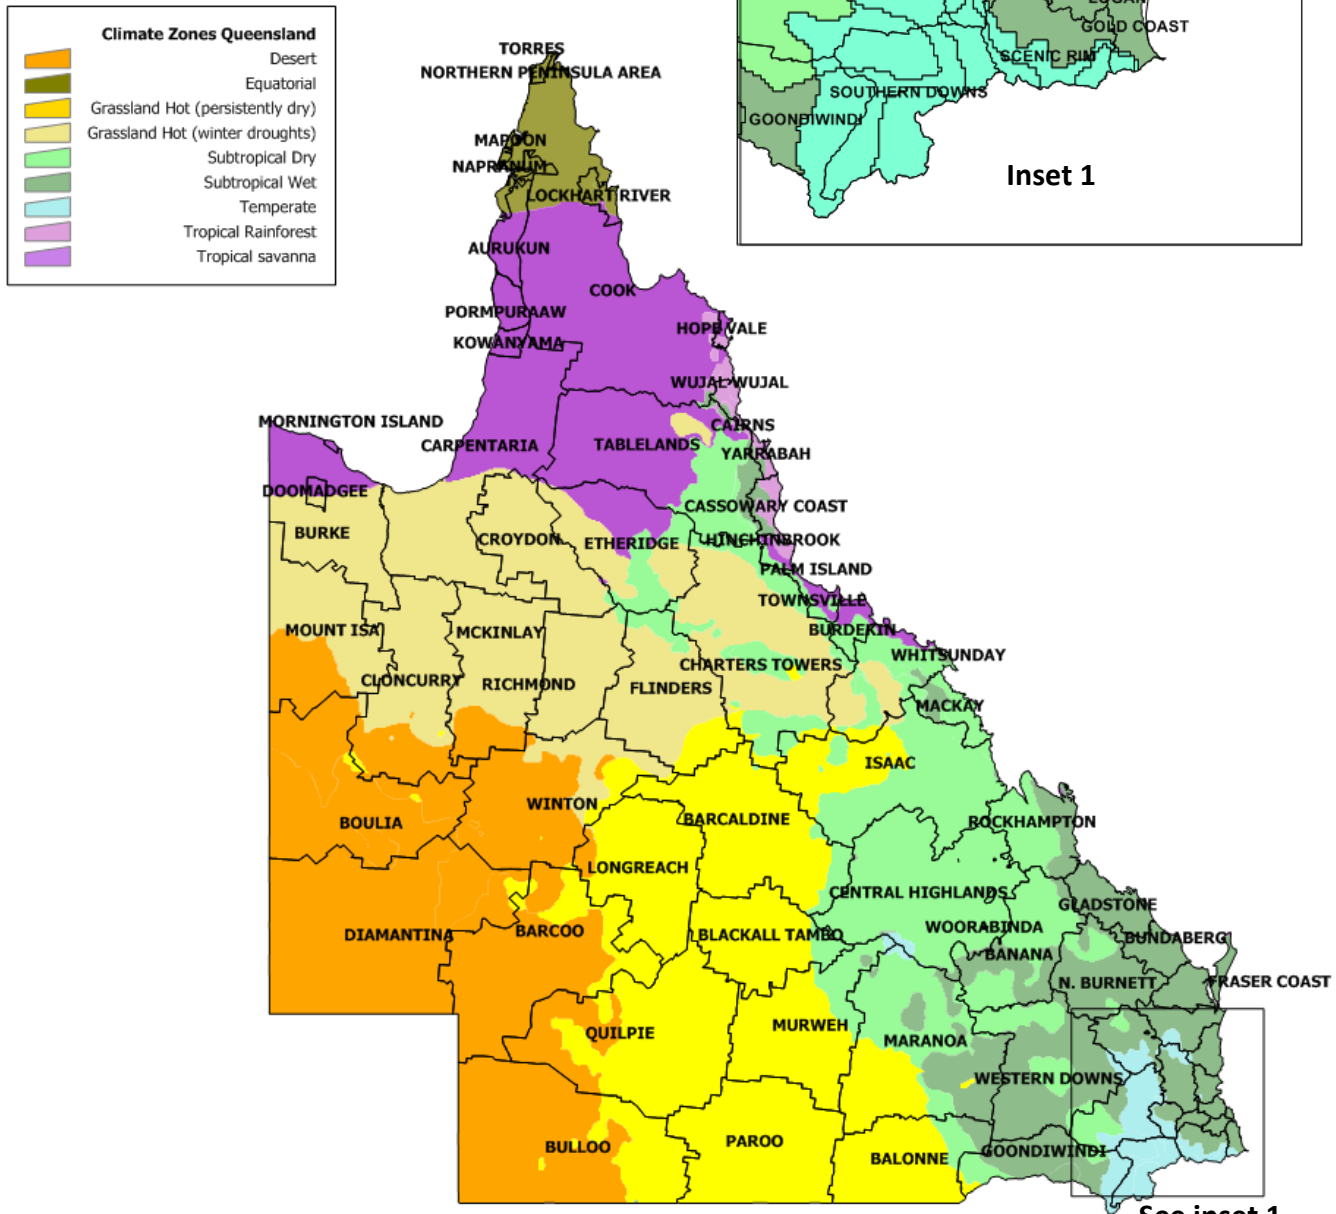 Climate Zones Queensland
Desert
Equatorial
Grassland Hot (persistently dry)
Grassland Hot (winter droughts)
Subtropical Dry
Subtropical Wet
Temperate
Tropical Rainforest
Tropical savanna
LOGAN
GOLD COAST
SCENIC RIM
SOUTHERN DOWNS
GOONDIWINDI
Inset 1
TORRES
NORTHERN PENINSULA AREA
MAPOON
NAPRANUM
LOCKHART RIVER
AURUKUN
COOK
PORMPURAAW
HOPE VALE
KOWANYAMA
WUJAL WUJAL
MORNINGTON ISLAND
CAIRNS
CARPENTARIA
TABLELANDS
YARRABAH
DOOMADGEE
CASSOWARY COAST
BURKE
CROYDON
ETHERIDGE
HINCHINBROOK
PALM ISLAND
TOWNSVILLE
MOUNT ISA
MCKINLAY
BURDEKIN
WHITSUNDAY
CHARTERS TOWERS
CLONCURRY
RICHMOND
FLINDERS
MACKAY
ISAAC
WINTON
BOULIA
BARCALDINE
ROCKHAMPTON
LONGREACH
CENTRAL HIGHLANDS
GLADSTONE
DIAMANTINA
BARCOO
BLACKALL TAMBO
WOORABINDA
BUNDABERG
BANANA
N. BURNETT
FRASER COAST
QUILPIE
MURWEH
MARANOA
WESTERN DOWNS
BULLOO
PAROO
BALONNE
GOONDIWINDI
See inset 1